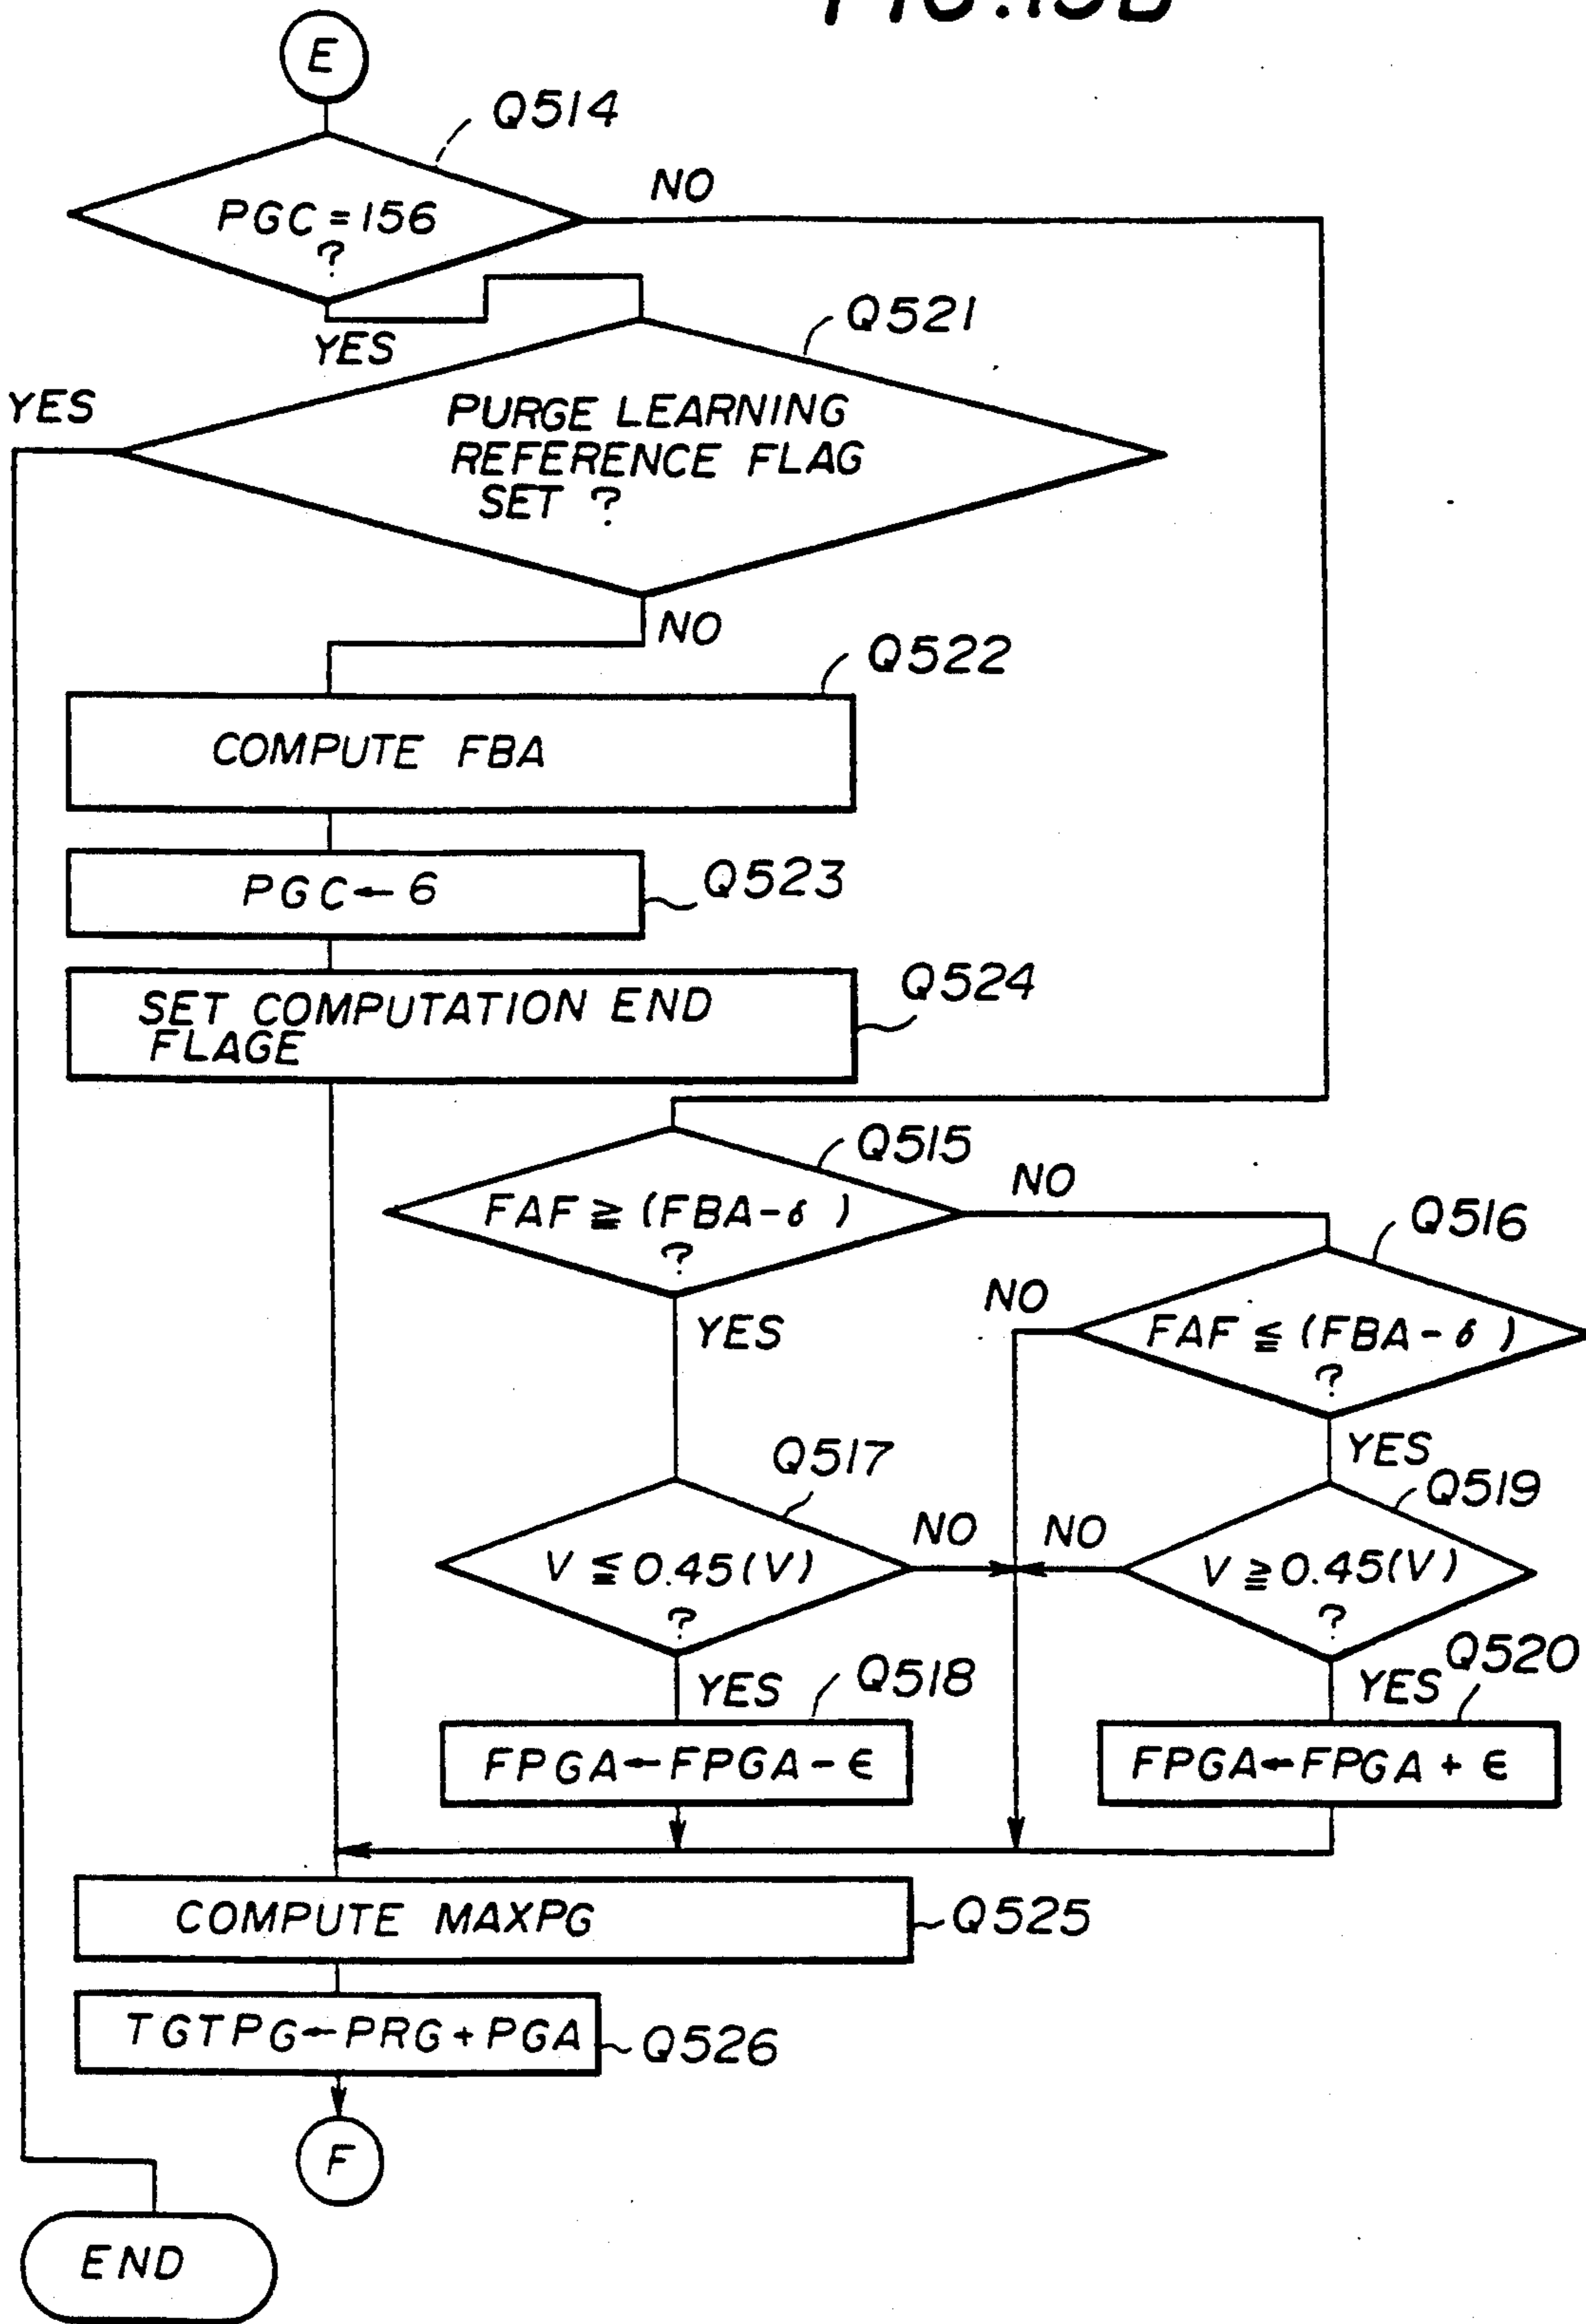 FIG.15B
E
Q514
PGC=156
?
NO
YES
Q521
YES
PURGE LEARNING
REFERENCE FLAG
SET ?
NO
Q522
COMPUTE FBA
PGC←6
Q523
SET COMPUTATION END
FLAGE
Q524
Q515
FAF ≧ (FBA-δ)
?
NO
YES
Q516
FAF ≦ (FBA-δ)
?
NO
YES
Q517
V ≦ 0.45(V)
?
NO
YES
Q519
V ≧ 0.45(V)
?
NO
YES
Q518
FPGA←FPGA-ϵ
Q520
FPGA←FPGA+ϵ
COMPUTE MAXPG
Q525
TGTPG←PRG+PGA
Q526
F
END